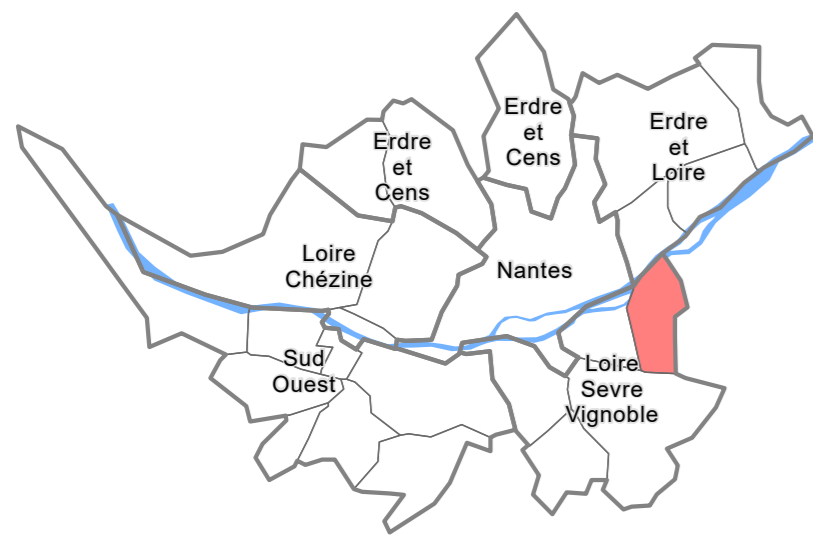 Erdre
et
Cens
Erdre
et
Loire
Erdre
et
Cens
Loire
Chézine
Nantes
Sud
Ouest
Loire
Sevre
Vignoble